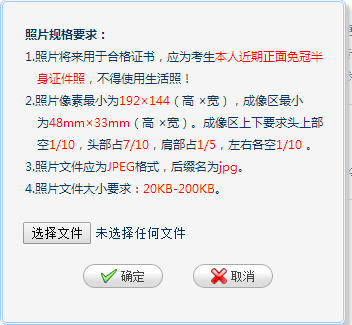 照片规格要求：
1.照片将来用于合格证书，应为考生本人近期正面免冠半
身证件照，不得使用生活照！
2.照片像素最小为192×144（高 ×宽），成像区最小
为48mm×33mm（高 ×宽）。成像区上下要求头上部
空1/10，头部占7/10，肩部占1/5，左右各空1/10 。
3.照片文件应为JPEG格式，后缀名为jpg。
4.照片文件大小要求：20KB-200KB。
选择文件 未选择任何文件
确定 取消